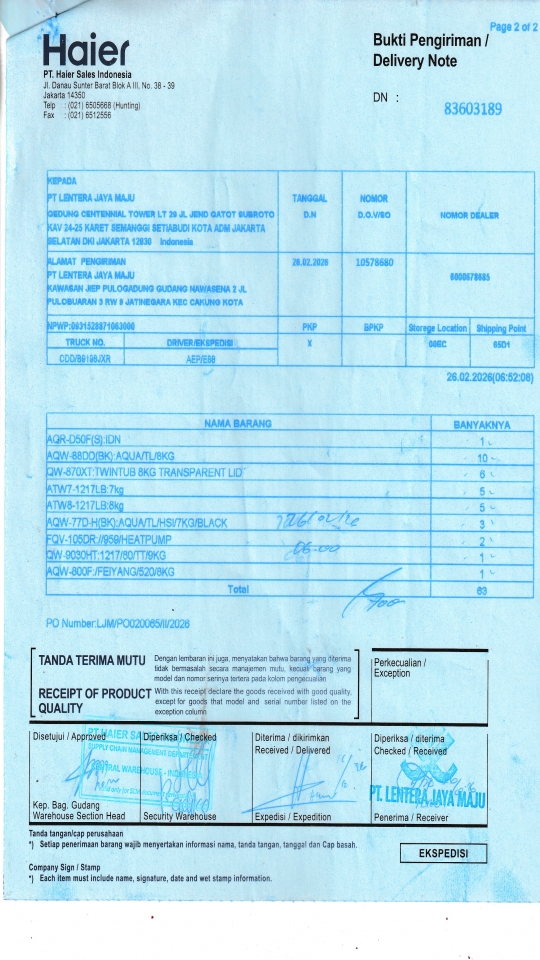 Page 2 of 2
Haier
PT. Haier Sales Indonesia
Jl. Danau Sunter Barat Blok A III, No. 38 - 39
Jakarta 14350
Telp : (021) 6505668 (Hunting)
Fax : (021) 6512556
Bukti Pengiriman /
Delivery Note
DN :
83603189
KEPADA
PT LENTERA JAYA MAJU
GEDUNG CENTENNIAL TOWER LT 29 JL JEND GATOT SUBROTO
KAV 24-25 KARET SEMANGGI SETIABUDI KOTA ADM JAKARTA
SELATAN DKI JAKARTA 12930 Indonesia
TANGGAL
D.N
NOMOR
D.O./SO
NOMOR DEALER
ALAMAT PENGIRIMAN
PT LENTERA JAYA MAJU
KAWASAN JIEP PULOGADUNG GUDANG NAWASENA 2 JL
PULOBUARAN 3 RW 9 JATINEGARA KEC CAKUNG KOTA
26.02.2026
10578680
NPWP:0931528871063000
PKP
BPKP
Storege Location
Shipping Point
TRUCK NO.
DRIVER/EKSPEDISI
X
65D1
CDD/B9198JXR
26.02.2026(06:52:06)
NAMA BARANG BANYAKNYA
AQR-D50F(S):IDN 1
AQW-88DD(BK):AQUA/TL/8KG 10
QW-870XT:TWINTUB 8KG TRANSPARENT LID 6
ATW7-1217LB:7kg 5
ATW8-1217LB:8kg 5
AQW-77D-H(BK):AQUA/TL/HSI/7KG/BLACK 3
FQV-105DR://959/HEATPUMP 2
QW-9030HT:1217/80/TT/9KG 1
AQW-800F:/FEIYANG/520/8KG 1
Total 63
PO Number:LJM/PO020065/II/2026
TANDA TERIMA MUTU
Dengan lembaran ini juga, menyatakan bahwa barang yang diterima
tidak bermasalah secara manajemen mutu, kecuali barang yang
model dan nomor serinya tertera pada kolom pengecualian
RECEIPT OF PRODUCT
QUALITY
With this receipt declare the goods received with good quality,
except for goods that model and serial number listed on the
exception column
Perkecualian /
Exception
Disetujui / Approved
Diperiksa / Checked
Diterima / dikirimkan
Received / Delivered
Diperiksa / diterima
Checked / Received
PT HAIER SA
SUPPLY CHAIN MANAGEMENT DEPARTMENT
CENTRAL WAREHOUSE - INDONESIA
PT. LENTERA JAYA MAJU
Kep. Bag. Gudang
Warehouse Section Head
Security Warehouse
Expedisi / Expedition
Penerima / Receiver
Tanda tangan/cap perusahaan
*) Setiap penerimaan barang wajib menyertakan informasi nama, tanda tangan, tanggal dan Cap basah.
EKSPEDISI
Company Sign / Stamp
*) Each item must include name, signature, date and wet stamp information.